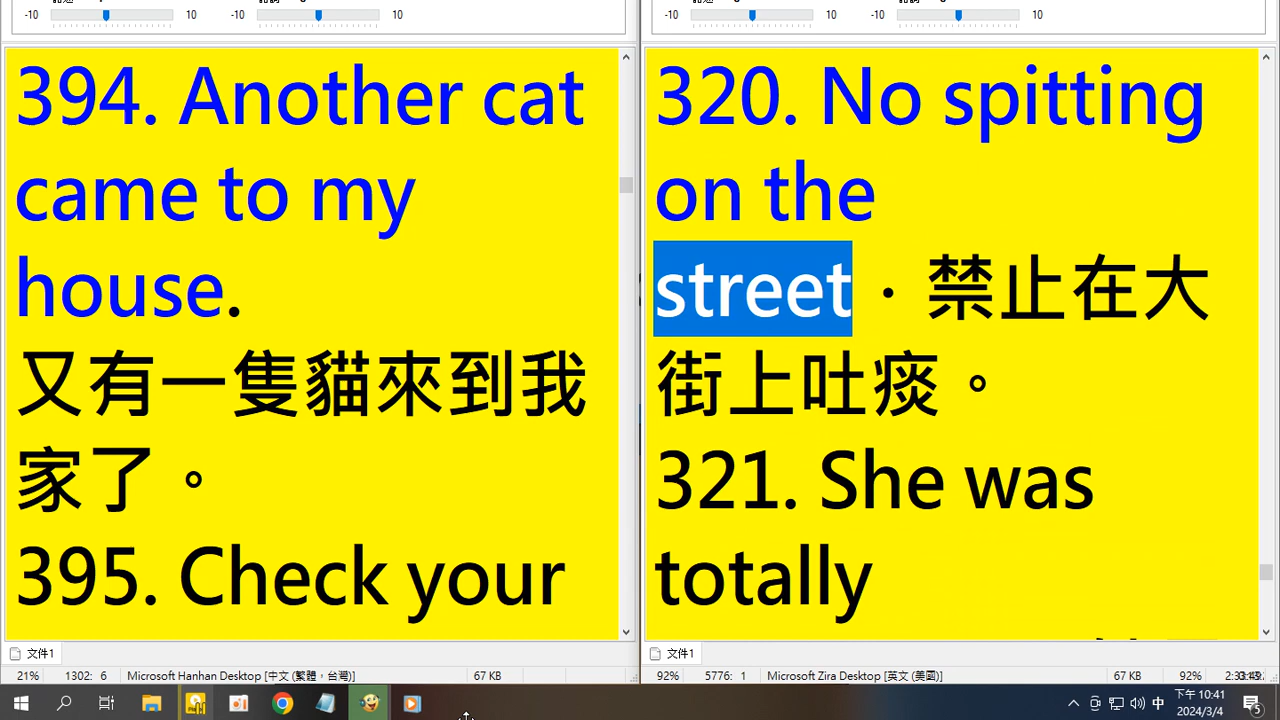 -10 10 -10 10
394. Another cat
came to my
house.
又有一隻貓來到我
家了。
395. Check your
文件1
21% 1302: 6 Microsoft Hanhan Desktop [中文 (繁體，台灣)] 67 KB
-10 10 -10 10
320. No spitting
on the
street．禁止在大
街上吐痰。
321. She was
totally
文件1
92% 5776: 1 Microsoft Zira Desktop [英文 (美國)] 67 KB 92%
中 下午 10:41
2024/3/4
5